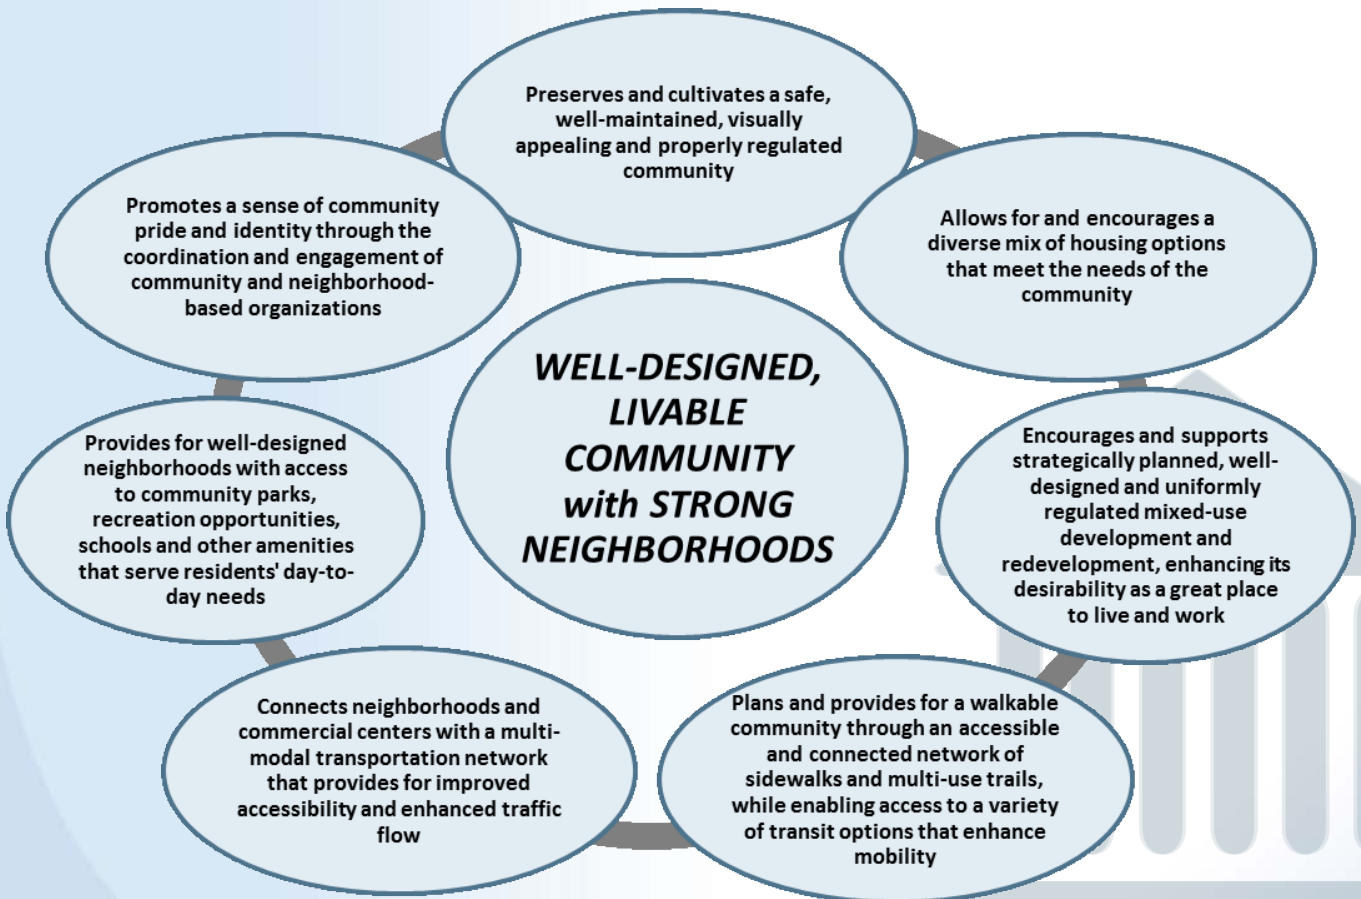 Preserves and cultivates a safe,
well-maintained, visually
appealing and properly regulated
community
Allows for and encourages a
diverse mix of housing options
that meet the needs of the
community
Encourages and supports
strategically planned, well-
designed and uniformly
regulated mixed-use
development and
redevelopment, enhancing its
desirability as a great place
to live and work
Plans and provides for a walkable
community through an accessible
and connected network of
sidewalks and multi-use trails,
while enabling access to a variety
of transit options that enhance
mobility
Connects neighborhoods and
commercial centers with a multi-
modal transportation network
that provides for improved
accessibility and enhanced traffic
flow
Provides for well-designed
neighborhoods with access
to community parks,
recreation opportunities,
schools and other amenities
that serve residents' day-to-
day needs
Promotes a sense of community
pride and identity through the
coordination and engagement of
community and neighborhood-
based organizations
WELL-DESIGNED,
LIVABLE
COMMUNITY
with STRONG
NEIGHBORHOODS